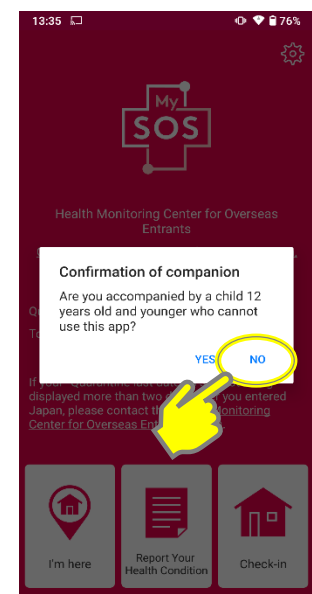 13:35
76%
My
SOS
Health Monitoring Center for Overseas
Entrants
Confirmation of companion
Are you accompanied by a child 12
years old and younger who cannot
use this app?
YES
NO
If your
displayed more than two
you entered
Japan, please contact
Monitoring
Center for Overseas
I'm here
Report Your
Health Condition
Check-in